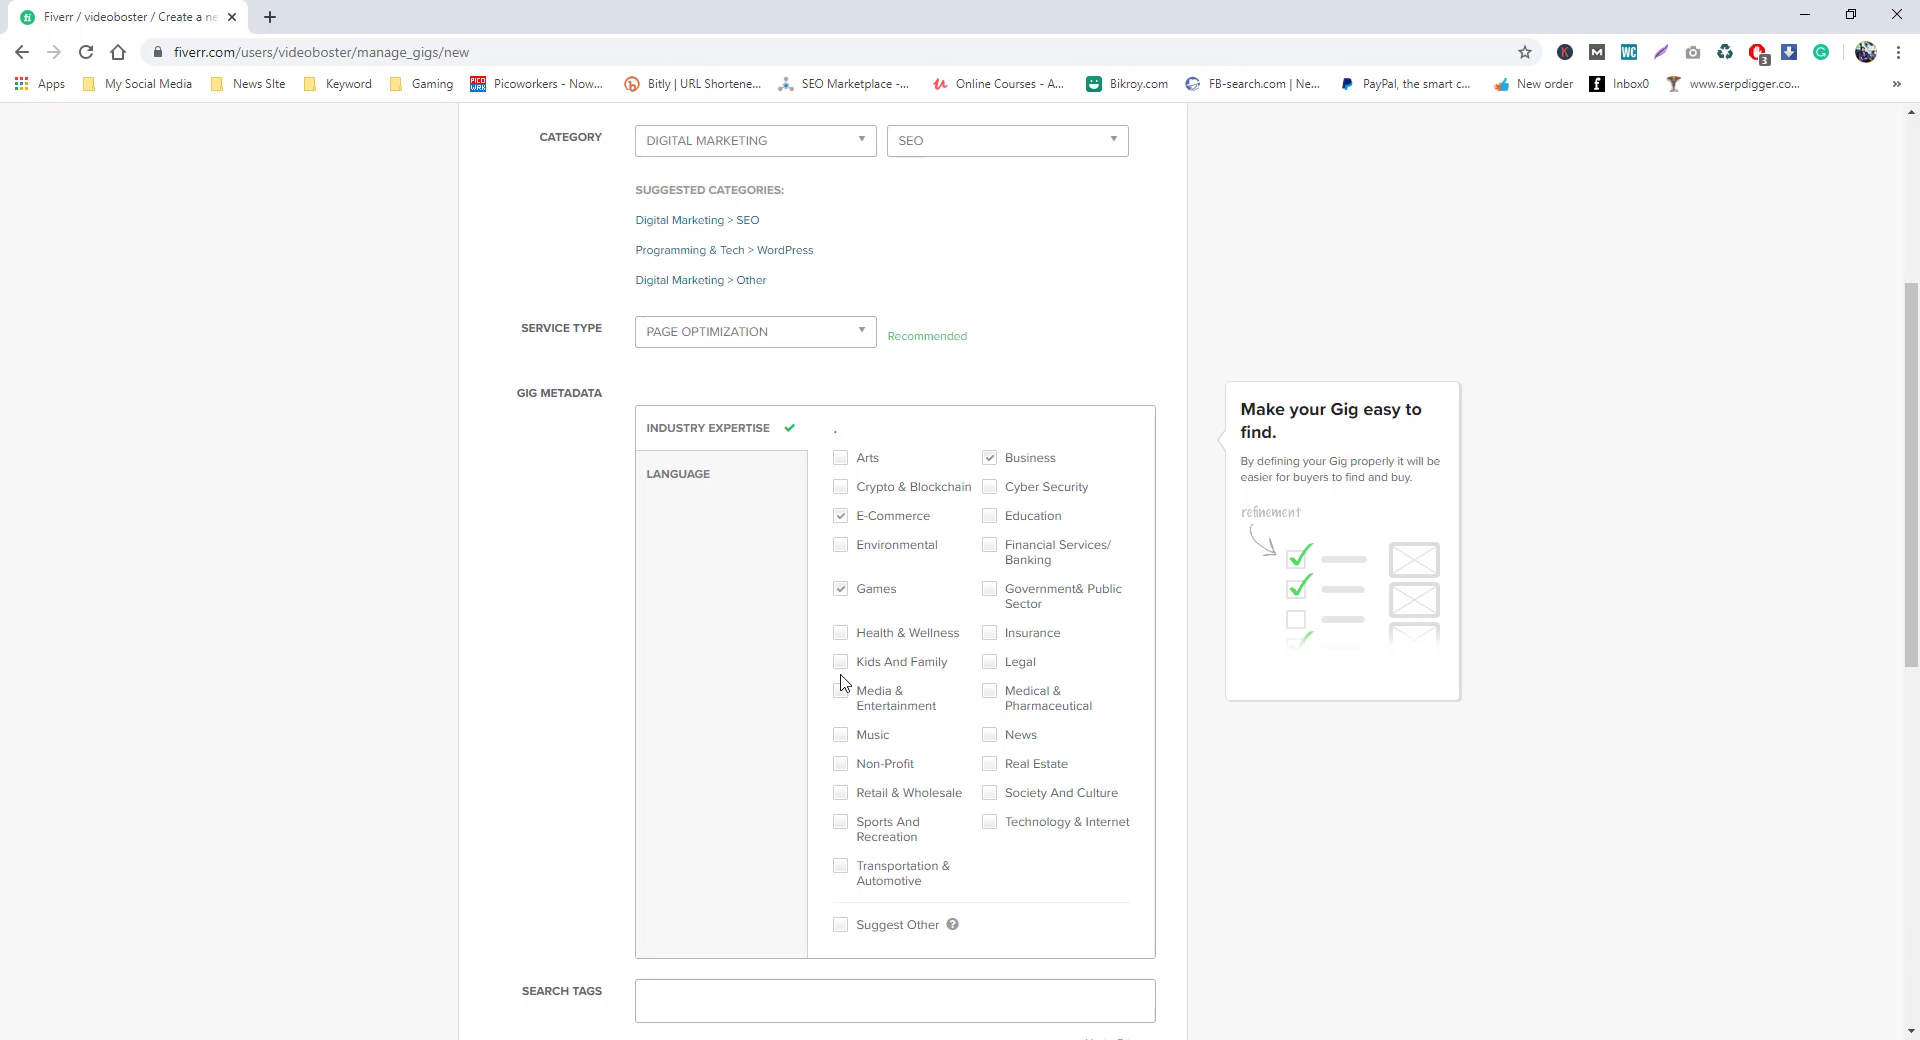 Fiverr / videoboster / Create a ne
fiverr.com/users/videoboster/manage_gigs/new
3
Apps My Social Media News SIte Keyword Gaming Picoworkers - Now... Bitly | URL Shortene... SEO Marketplace -... Online Courses - A... Bikroy.com FB-search.com | Ne... PayPal, the smart c... New order Inbox0 www.serpdigger.co... »
CATEGORY DIGITAL MARKETING SEO
SUGGESTED CATEGORIES:
Digital Marketing > SEO
Programming & Tech > WordPress
Digital Marketing > Other
SERVICE TYPE PAGE OPTIMIZATION Recommended
GIG METADATA
INDUSTRY EXPERTISE .
LANGUAGE
Arts Business
Crypto & Blockchain Cyber Security
E-Commerce Education
Environmental Financial Services/
Banking
Games Government& Public
Sector
Health & Wellness Insurance
Kids And Family Legal
Media & Medical &
Entertainment Pharmaceutical
Music News
Non-Profit Real Estate
Retail & Wholesale Society And Culture
Sports And Technology & Internet
Recreation
Transportation &
Automotive
Suggest Other ?
SEARCH TAGS
Make your Gig easy to
find.
By defining your Gig properly it will be
easier for buyers to find and buy.
refinement